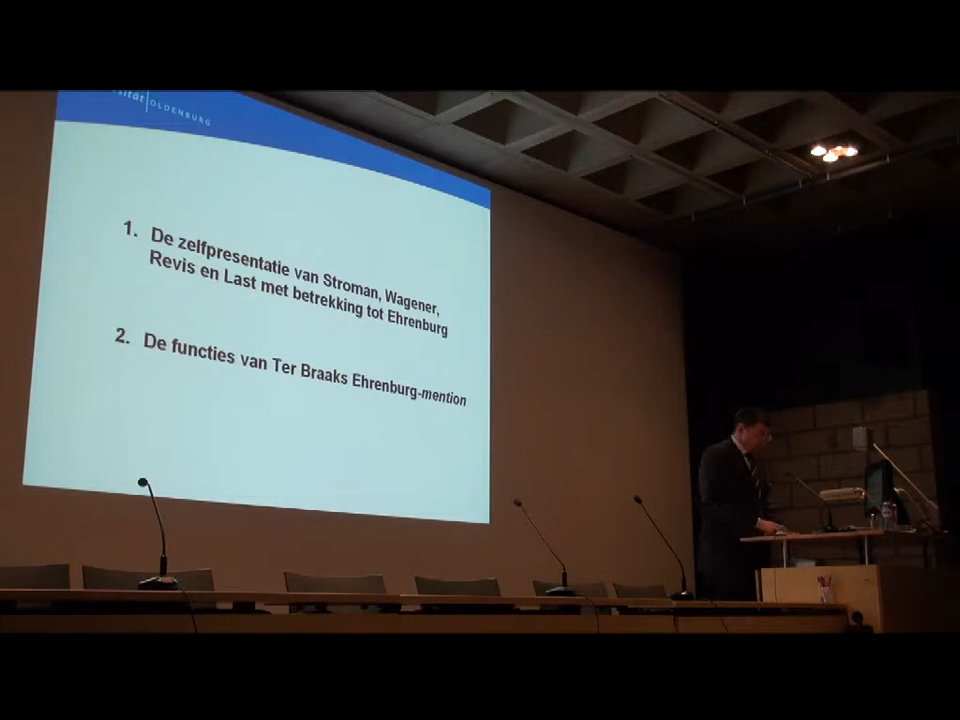 OLDENBURG
1. De zelfpresentatie van Stroman, Wagener,
Revis en Last met betrekking tot Ehrenburg
2. De functies van Ter Braaks Ehrenburg-mention